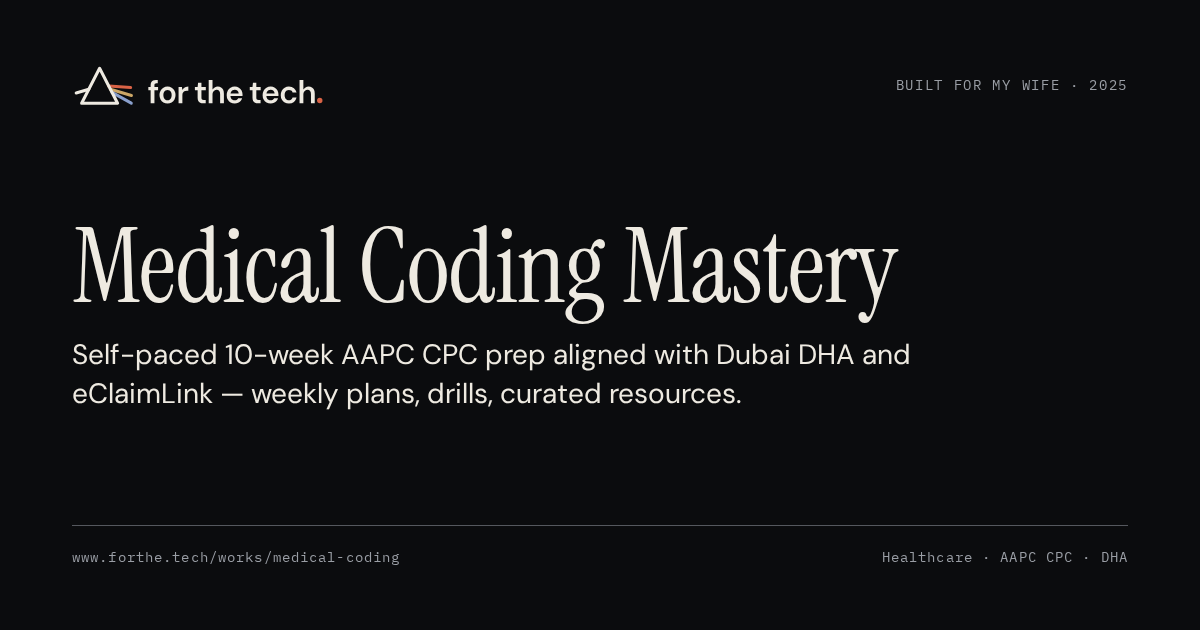 for the tech.
BUILT FOR MY WIFE · 2025
Medical Coding Mastery
Self-paced 10-week AAPC CPC prep aligned with Dubai DHA and
eClaimLink — weekly plans, drills, curated resources.
www.forthe.tech/works/medical-coding
Healthcare · AAPC CPC · DHA